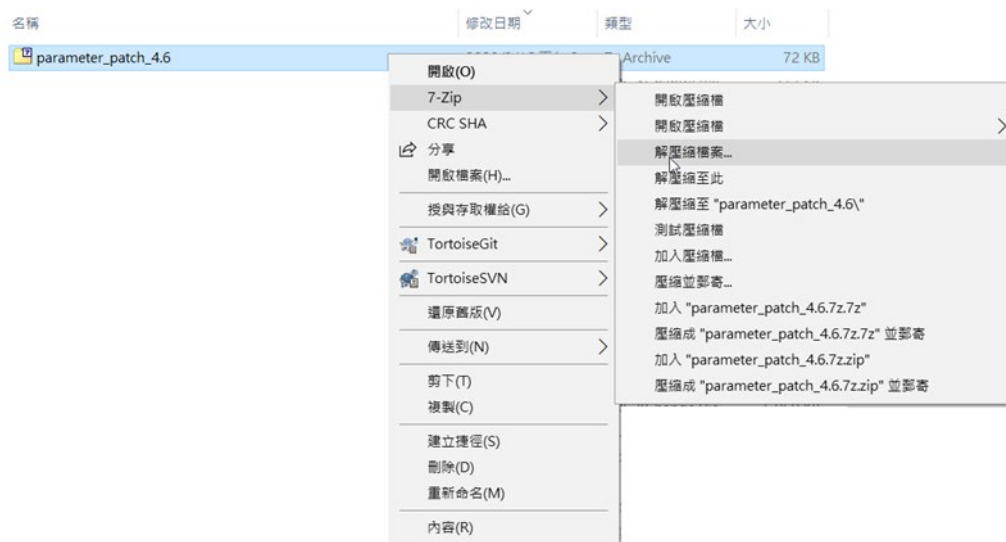 名稱
修改日期
類型
大小
parameter_patch_4.6
Archive
72 KB
開啟(O)
7-Zip
CRC SHA
分享
開啟檔案(H)...
授與存取權給(G)
TortoiseGit
TortoiseSVN
還原舊版(V)
傳送到(N)
剪下(T)
複製(C)
建立捷徑(S)
刪除(D)
重新命名(M)
內容(R)
開啟壓縮檔
開啟壓縮檔
解壓縮檔案...
解壓縮至此
解壓縮至 "parameter_patch_4.6\"
測試壓縮檔
加入壓縮檔...
壓縮並郵寄...
加入 "parameter_patch_4.6.7z.7z"
壓縮成 "parameter_patch_4.6.7z.7z" 並郵寄
加入 "parameter_patch_4.6.7z.zip"
壓縮成 "parameter_patch_4.6.7z.zip" 並郵寄